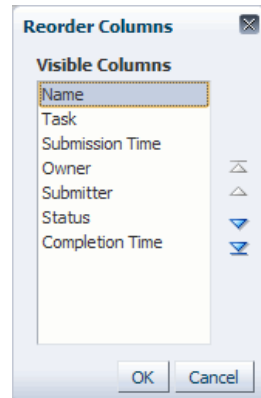 Reorder Columns
Visible Columns
Name
Task
Submission Time
Owner
Submitter
Status
Completion Time
OK Cancel